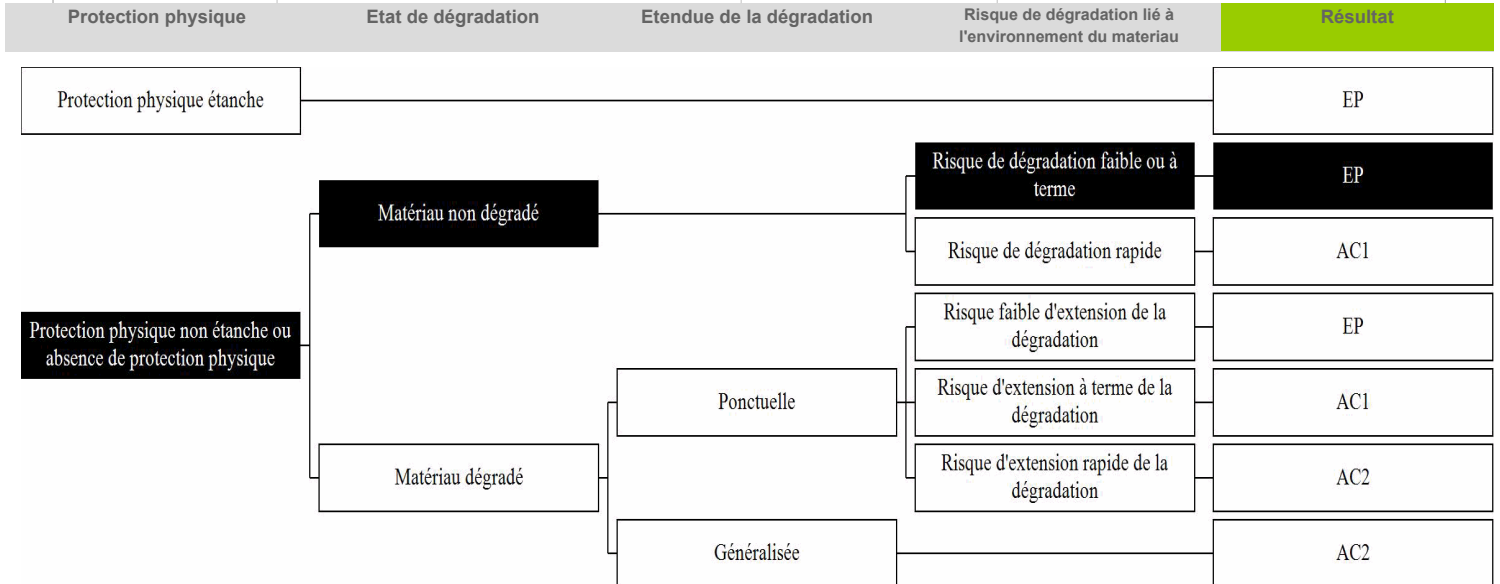 Protection physique
Etat de dégradation
Etendue de la dégradation
Risque de dégradation lié à
l'environnement du materiau
Résultat
Protection physique étanche
EP
Risque de dégradation faible ou à
terme
EP
Matériau non dégradé
Risque de dégradation rapide
AC1
Protection physique non étanche ou
absence de protection physique
Risque faible d'extension de la
dégradation
EP
Ponctuelle
Risque d'extension à terme de la
dégradation
AC1
Matériau dégradé
Risque d'extension rapide de la
dégradation
AC2
Généralisée
AC2